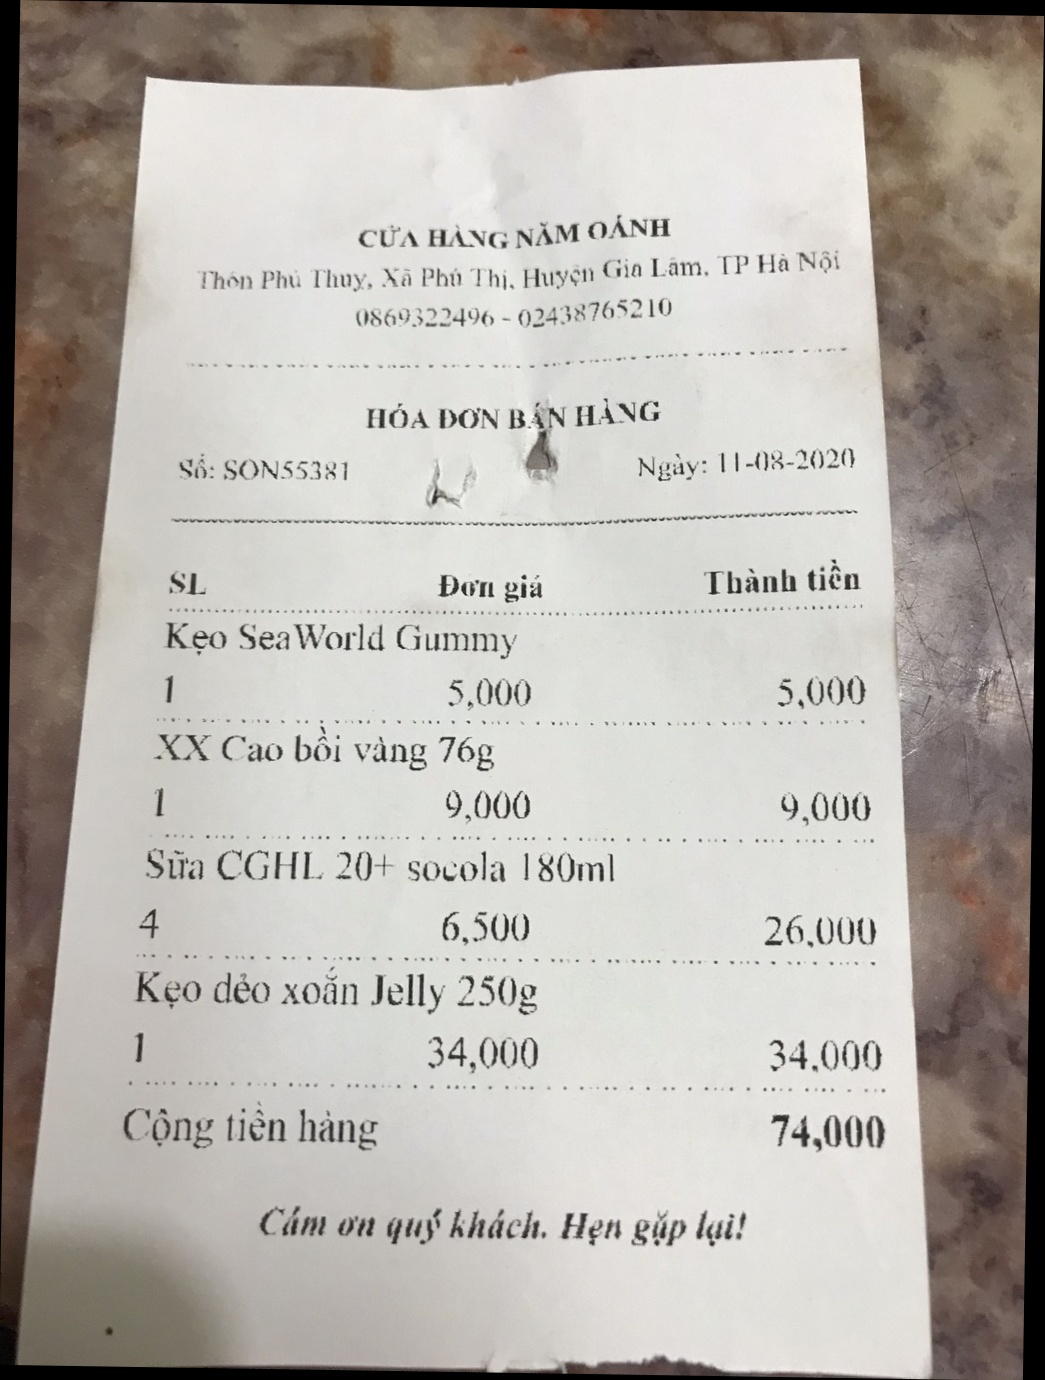 CỬA HÀNG NĂM OÁNH
Thôn Phú Thuỵ, Xã Phú Thị, Huyện Gia Lâm, TP Hà Nội
0869322496 - 02438765210
HÓA ĐƠN BÁN HÀNG
Số: SON55381 Ngày: 11-08-2020
SL Đơn giá Thành tiền
Kẹo SeaWorld Gummy
1 5,000 5,000
XX Cao bồi vàng 76g
1 9,000 9,000
Sữa CGHL 20+ socola 180ml
4 6,500 26,000
Kẹo dẻo xoắn Jelly 250g
1 34,000 34,000
Cộng tiền hàng 74,000
Cám ơn quý khách. Hẹn gặp lại!